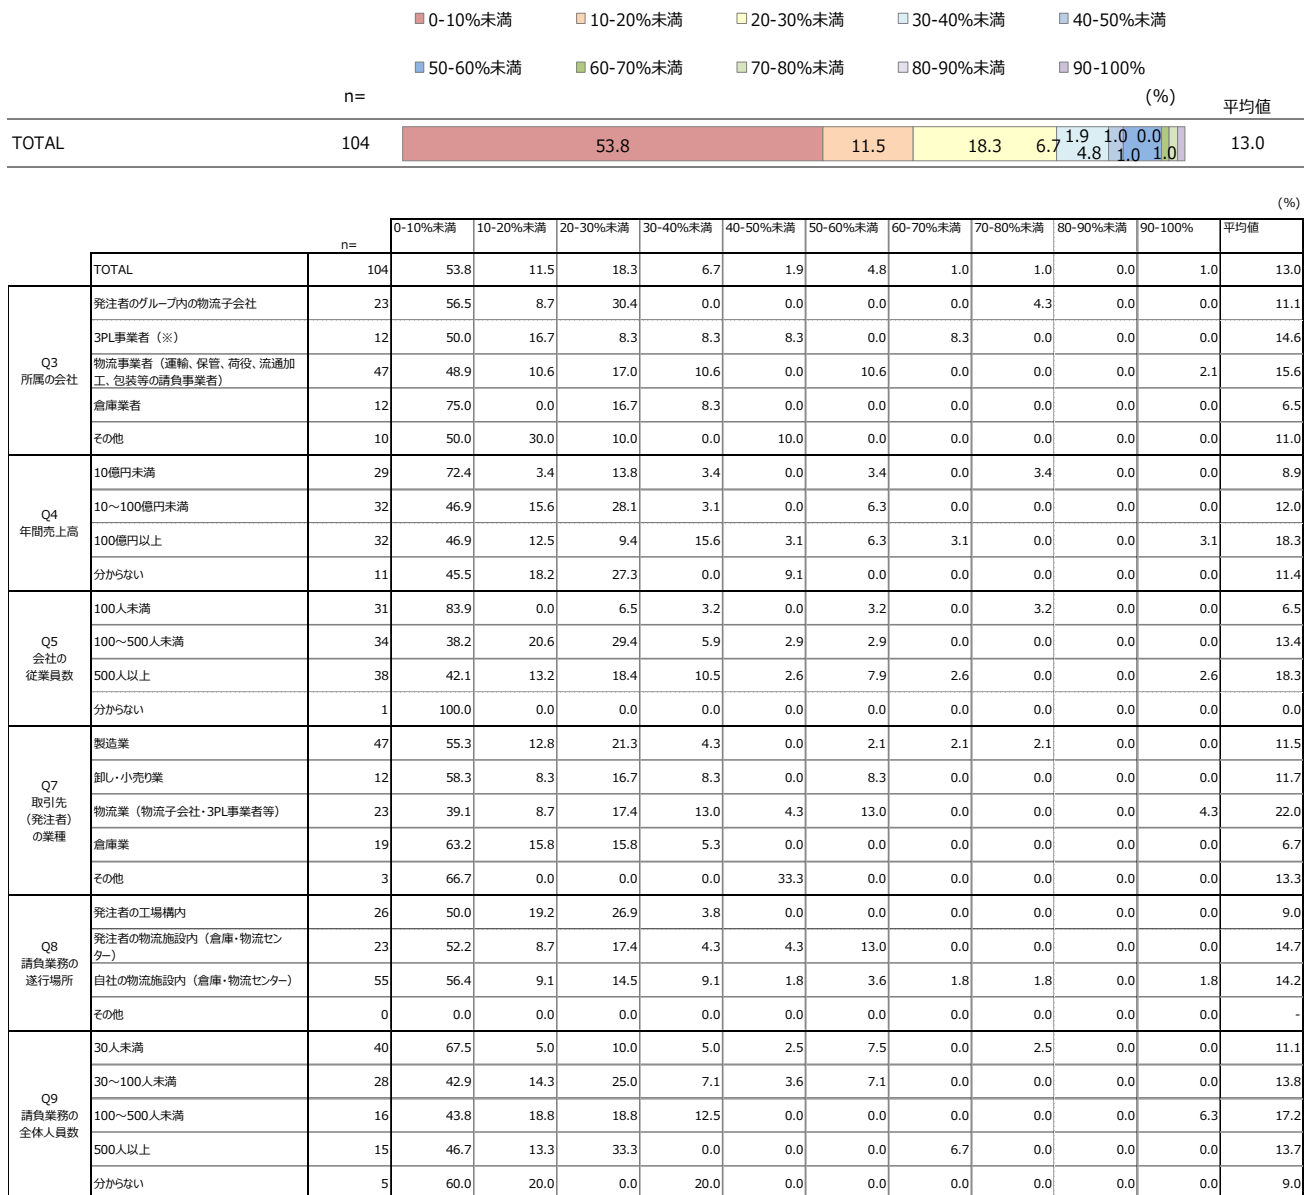 0-10%未満 10-20%未満 20-30%未満 30-40%未満 40-50%未満
50-60%未満 60-70%未満 70-80%未満 80-90%未満 90-100%
n= (%) 平均値
TOTAL 104 53.8 11.5 18.3 6.7 1.9 4.8 1.0 1.0 0.0 1.0 13.0
(%)
n= 0-10%未満 10-20%未満 20-30%未満 30-40%未満 40-50%未満 50-60%未満 60-70%未満 70-80%未満 80-90%未満 90-100% 平均値
TOTAL 104 53.8 11.5 18.3 6.7 1.9 4.8 1.0 1.0 0.0 1.0 13.0
Q3
所属の会社
発注者のグループ内の物流子会社 23 56.5 8.7 30.4 0.0 0.0 0.0 0.0 4.3 0.0 0.0 11.1
3PL事業者（※） 12 50.0 16.7 8.3 8.3 8.3 0.0 8.3 0.0 0.0 0.0 14.6
物流事業者（運輸、保管、荷役、流通加
工、包装等の請負事業者） 47 48.9 10.6 17.0 10.6 0.0 10.6 0.0 0.0 0.0 2.1 15.6
倉庫業者 12 75.0 0.0 16.7 8.3 0.0 0.0 0.0 0.0 0.0 0.0 6.5
その他 10 50.0 30.0 10.0 0.0 10.0 0.0 0.0 0.0 0.0 0.0 11.0
Q4
年間売上高
10億円未満 29 72.4 3.4 13.8 3.4 0.0 3.4 0.0 3.4 0.0 0.0 8.9
10～100億円未満 32 46.9 15.6 28.1 3.1 0.0 6.3 0.0 0.0 0.0 0.0 12.0
100億円以上 32 46.9 12.5 9.4 15.6 3.1 6.3 3.1 0.0 0.0 3.1 18.3
分からない 11 45.5 18.2 27.3 0.0 9.1 0.0 0.0 0.0 0.0 0.0 11.4
Q5
会社の
従業員数
100人未満 31 83.9 0.0 6.5 3.2 0.0 3.2 0.0 3.2 0.0 0.0 6.5
100～500人未満 34 38.2 20.6 29.4 5.9 2.9 2.9 0.0 0.0 0.0 0.0 13.4
500人以上 38 42.1 13.2 18.4 10.5 2.6 7.9 2.6 0.0 0.0 2.6 18.3
分からない 1 100.0 0.0 0.0 0.0 0.0 0.0 0.0 0.0 0.0 0.0 0.0
Q7
取引先
（発注者）
の業種
製造業 47 55.3 12.8 21.3 4.3 0.0 2.1 2.1 2.1 0.0 0.0 11.5
卸し・小売り業 12 58.3 8.3 16.7 8.3 0.0 8.3 0.0 0.0 0.0 0.0 11.7
物流業（物流子会社・3PL事業者等） 23 39.1 8.7 17.4 13.0 4.3 13.0 0.0 0.0 0.0 4.3 22.0
倉庫業 19 63.2 15.8 15.8 5.3 0.0 0.0 0.0 0.0 0.0 0.0 6.7
その他 3 66.7 0.0 0.0 0.0 33.3 0.0 0.0 0.0 0.0 0.0 13.3
Q8
請負業務の
遂行場所
発注者の工場構内 26 50.0 19.2 26.9 3.8 0.0 0.0 0.0 0.0 0.0 0.0 9.0
発注者の物流施設内（倉庫・物流セン
ター） 23 52.2 8.7 17.4 4.3 4.3 13.0 0.0 0.0 0.0 0.0 14.7
自社の物流施設内（倉庫・物流センター） 55 56.4 9.1 14.5 9.1 1.8 3.6 1.8 1.8 0.0 1.8 14.2
その他 0 0.0 0.0 0.0 0.0 0.0 0.0 0.0 0.0 0.0 0.0 -
Q9
請負業務の
全体人員数
30人未満 40 67.5 5.0 10.0 5.0 2.5 7.5 0.0 2.5 0.0 0.0 11.1
30～100人未満 28 42.9 14.3 25.0 7.1 3.6 7.1 0.0 0.0 0.0 0.0 13.8
100～500人未満 16 43.8 18.8 18.8 12.5 0.0 0.0 0.0 0.0 0.0 6.3 17.2
500人以上 15 46.7 13.3 33.3 0.0 0.0 0.0 6.7 0.0 0.0 0.0 13.7
分からない 5 60.0 20.0 0.0 20.0 0.0 0.0 0.0 0.0 0.0 0.0 9.0